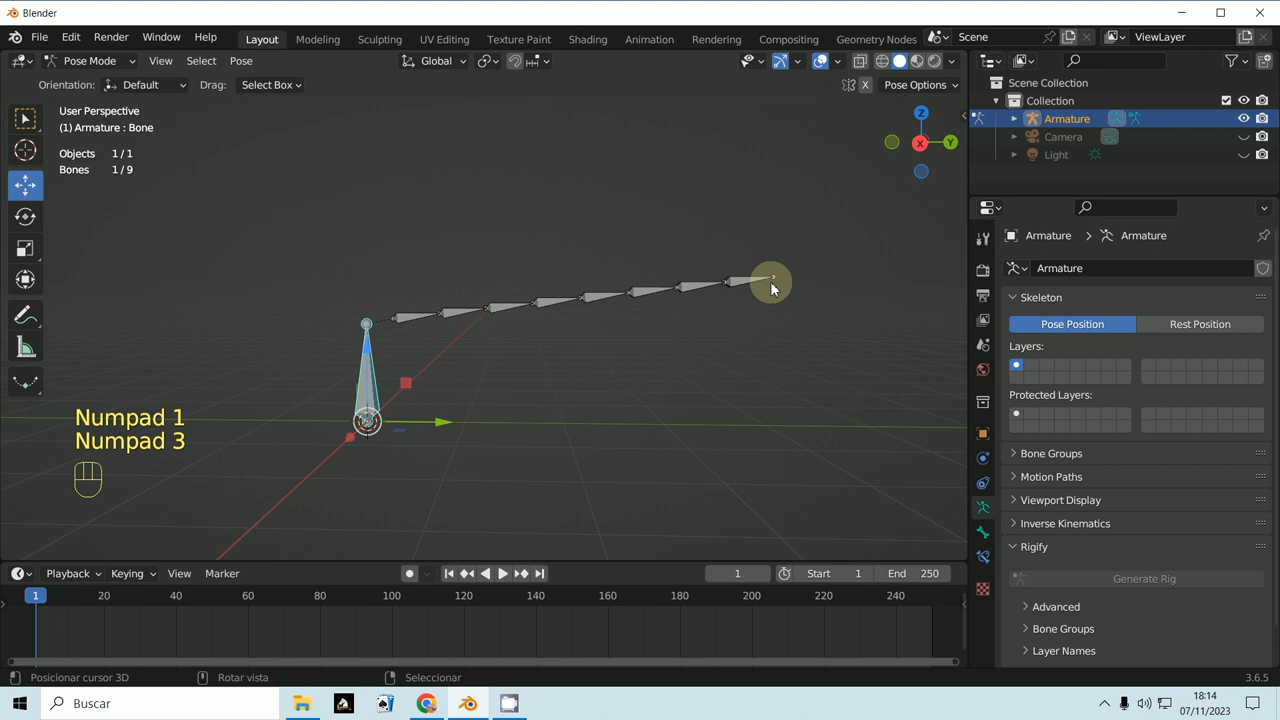 Blender
File Edit Render Window Help Layout Modeling Sculpting UV Editing Texture Paint Shading Animation Rendering Compositing Geometry Nodes Scene ViewLayer
Pose Mode View Select Pose Global
Orientation: Default Drag: Select Box X Pose Options
User Perspective
(1) Armature : Bone
Objects 1 / 1
Bones 1 / 9
Z
X
Y
Numpad 1
Numpad 3
Scene Collection
Collection
Armature
Camera
Light
Armature > Armature
Armature
Skeleton
Pose Position Rest Position
Layers:
Protected Layers:
Bone Groups
Motion Paths
Viewport Display
Inverse Kinematics
Rigify
Generate Rig
Advanced
Bone Groups
Layer Names
Playback Keying View Marker 1 Start 1 End 250
1 20 40 60 80 100 120 140 160 180 200 220 240
Posicionar cursor 3D Rotar vista Seleccionar 3.6.5
Buscar
18:14
07/11/2023